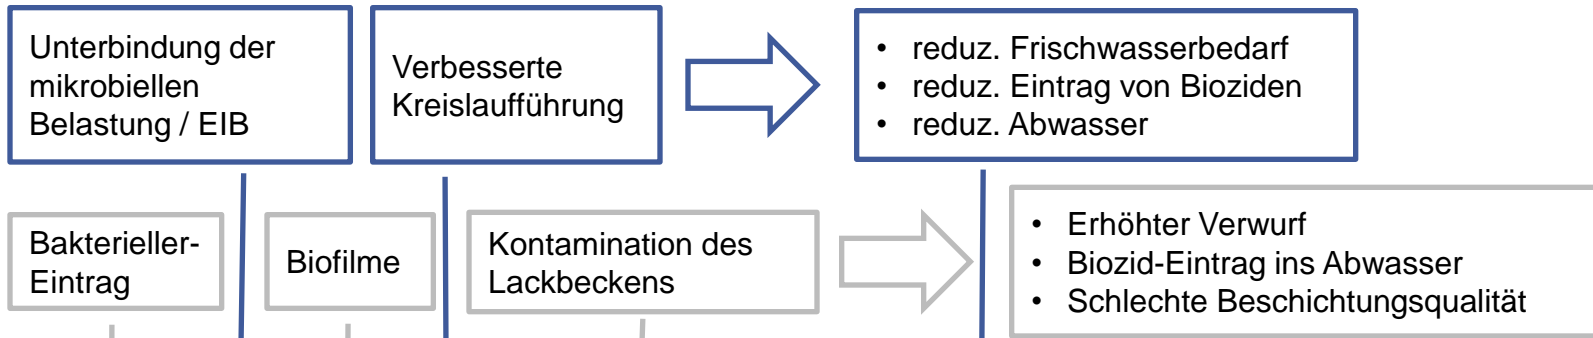 Unterbindung der
mikrobiellen
Belastung / EIB
Verbesserte
Kreislaufführung
• reduz. Frischwasserbedarf
• reduz. Eintrag von Bioziden
• reduz. Abwasser
Bakterieller-
Eintrag
Biofilme
Kontamination des
Lackbeckens
• Erhöhter Verwurf
• Biozid-Eintrag ins Abwasser
• Schlechte Beschichtungsqualität